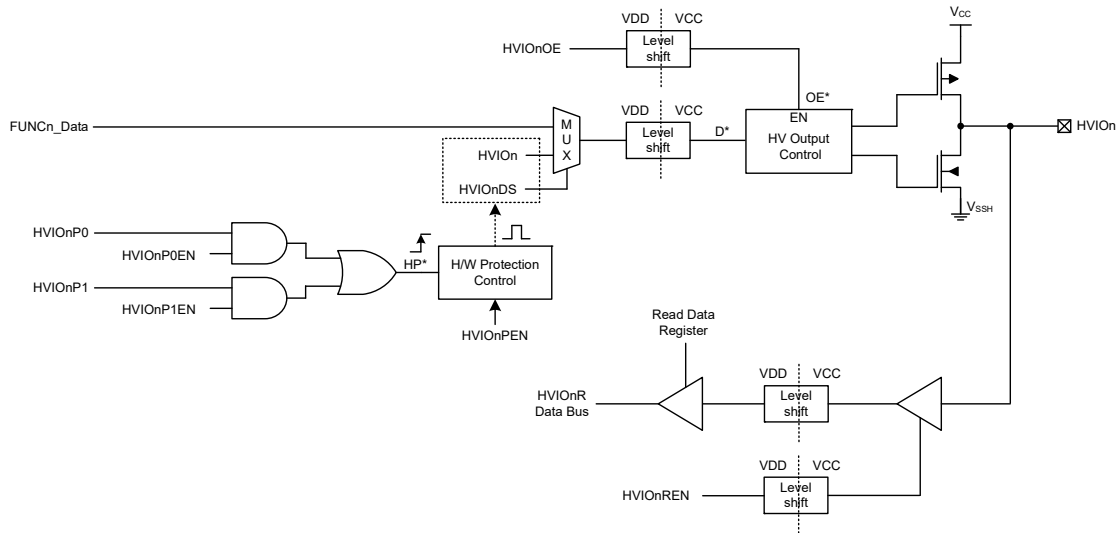 VDD VCC
HVIOnOE
Level
shift
VCC
FUNCn_Data
M
U
X
HVIOn
HVIOnDS
VDD VCC
Level
shift
D*
OE*
EN
HV Output
Control
HVIOn
VSSH
HVIOnP0
HVIOnP0EN
HVIOnP1
HVIOnP1EN
HP*
H/W Protection
Control
HVIOnPEN
Read Data
Register
HVIOnR
Data Bus
VDD VCC
Level
shift
VDD VCC
HVIOnREN
Level
shift